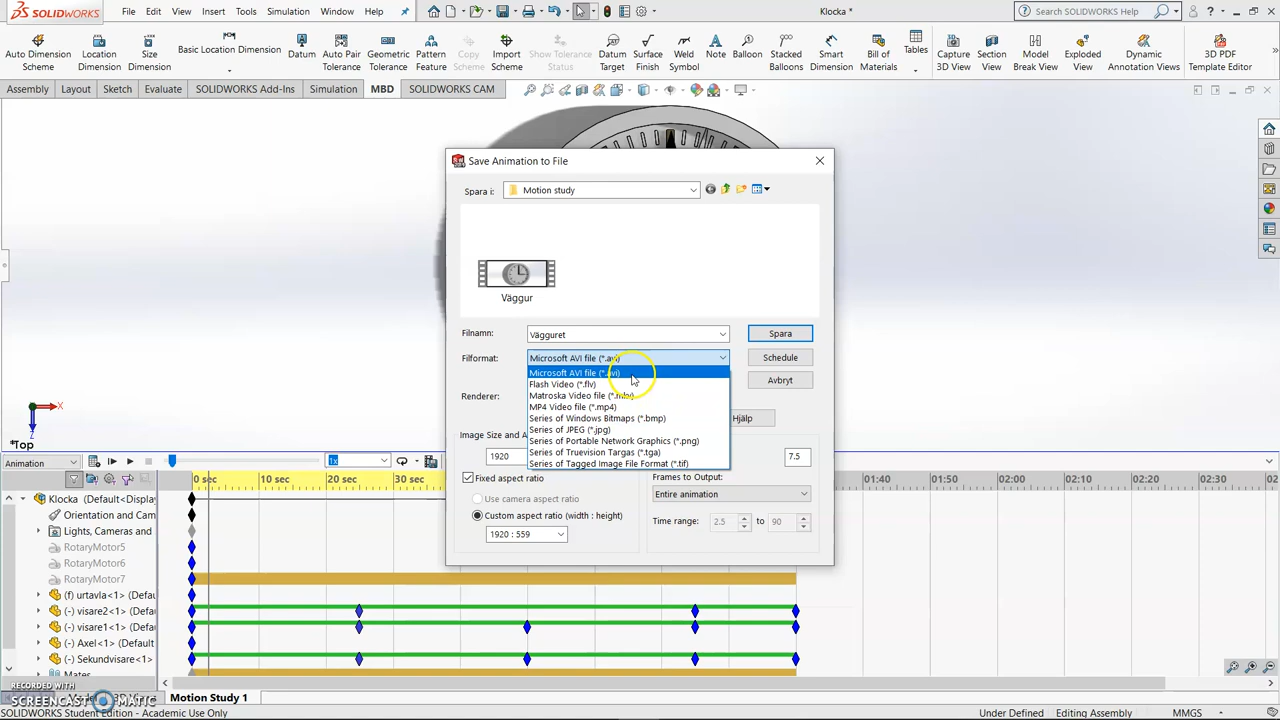 SOLIDWORKS
File Edit View Insert Tools Simulation Window Help
Klocka *
Search SOLIDWORKS Help
Auto Dimension Scheme
Location Dimension
Size Dimension
Basic Location Dimension
Datum
Auto Pair Tolerance
Geometric Tolerance
Pattern Feature
Copy Scheme
Import Scheme
Show Tolerance Status
Datum Target
Surface Finish
Weld Symbol
Note
Balloon
Stacked Balloons
Smart Dimension
Bill of Materials
Tables
Capture 3D View
Section View
Model Break View
Exploded View
Dynamic Annotation Views
3D PDF Template Editor
Assembly Layout Sketch Evaluate SOLIDWORKS Add-Ins Simulation MBD SOLIDWORKS CAM
Save Animation to File
Spara i: Motion study
Väggur
Filnamn: Vägguret Spara
Filformat: Microsoft AVI file (*.avi) Schedule
Microsoft AVI file (*.avi)
Flash Video (*.flv)
Matroska Video file (*.mkv)
MP4 Video file (*.mp4)
Series of Windows Bitmaps (*.bmp)
Series of JPEG (*.jpg)
Series of Portable Network Graphics (*.png)
Series of Truevision Targas (*.tga)
Series of Tagged Image File Format (*.tif)
Avbryt
Renderer:
Hjälp
Image Size and A
1920 7.5
Fixed aspect ratio
Use camera aspect ratio
Custom aspect ratio (width : height)
1920 : 559
Frames to Output:
Entire animation
Time range: 2.5 to 90
X
Z
*Top
Animation 1x
0 sec 10 sec 20 sec 30 sec 01:40 01:50 02:00 02:10 02:20 02:30 02:
Klocka (Default<Display
Orientation and Cam
Lights, Cameras and
RotaryMotor5
RotaryMotor6
RotaryMotor7
(f) urtavla<1> (Defau
(-) visare2<1> (Defau
(-) visare1<1> (Defau
(-) Axel<1> (Default
(-) Sekundvisare<1>
Mates
RECORDED WITH
SCREENCAST MATIC
Motion Study 1
SOLIDWORKS Student Edition - Academic Use Only
Under Defined Editing Assembly MMGS